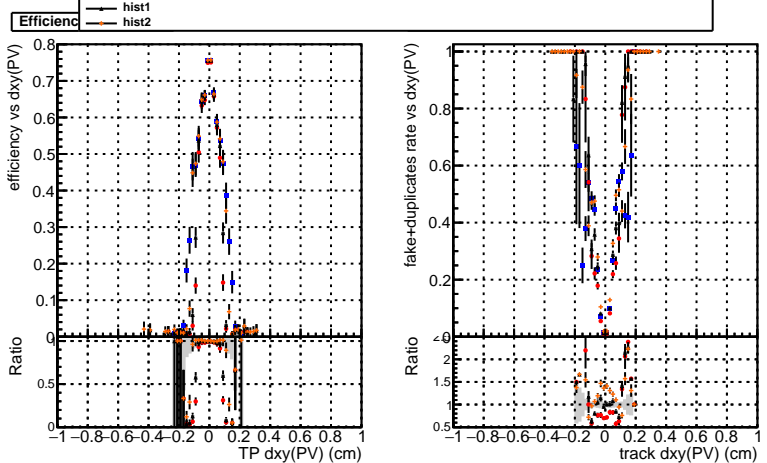 hist1
Efficienc
hist2
efficiency vs dxy(PV)
0.8
0.7
0.6
0.5
0.4
0.3
0.2
0.1
0
Ratio
1
0.5
0
−1 −0.8 −0.6 −0.4 −0.2 0 0.2 0.4 0.6 0.8 1
TP dxy(PV) (cm)
fake+duplicates rate vs dxy(PV)
1
0.8
0.6
0.4
0.2
Ratio
2
1.5
1
0.5
−1 −0.8 −0.6 −0.4 −0.2 0 0.2 0.4 0.6 0.8 1
track dxy(PV) (cm)